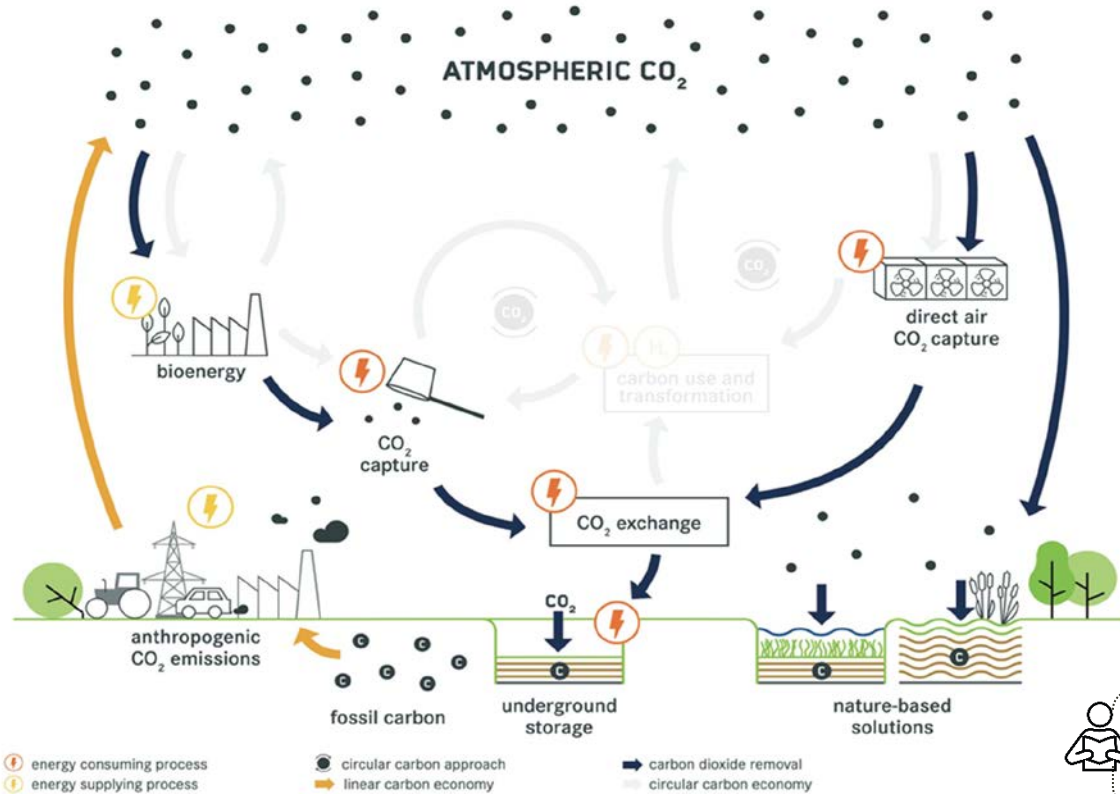 ATMOSPHERIC CO₂
bioenergy
CO₂
capture
CO₂
CO₂
H₂
carbon use and
transformation
direct air
CO₂ capture
CO₂ exchange
anthropogenic
CO₂ emissions
C
C
C
C
C
fossil carbon
CO₂
C
underground
storage
C
C
nature-based
solutions
energy consuming process
energy supplying process
circular carbon approach
linear carbon economy
carbon dioxide removal
circular carbon economy